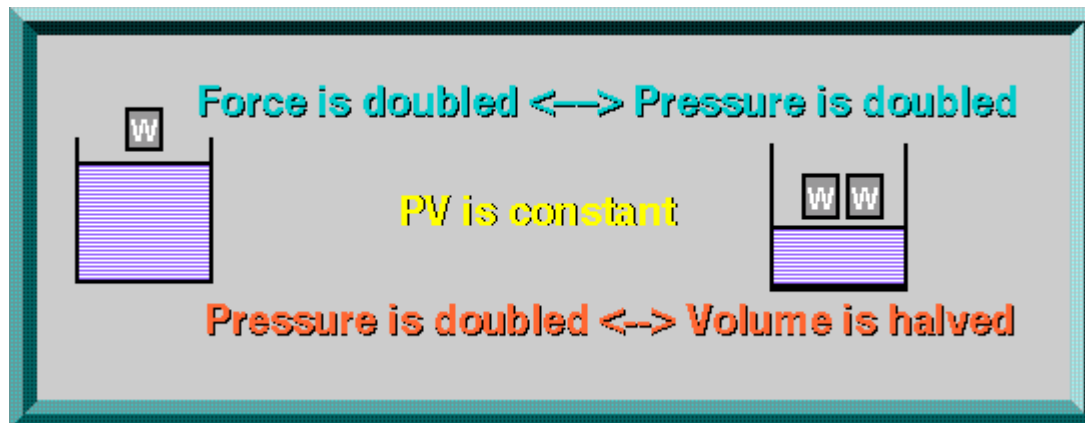 Force is doubled <--> Pressure is doubled
W
W W
PV is constant
Pressure is doubled <--> Volume is halved